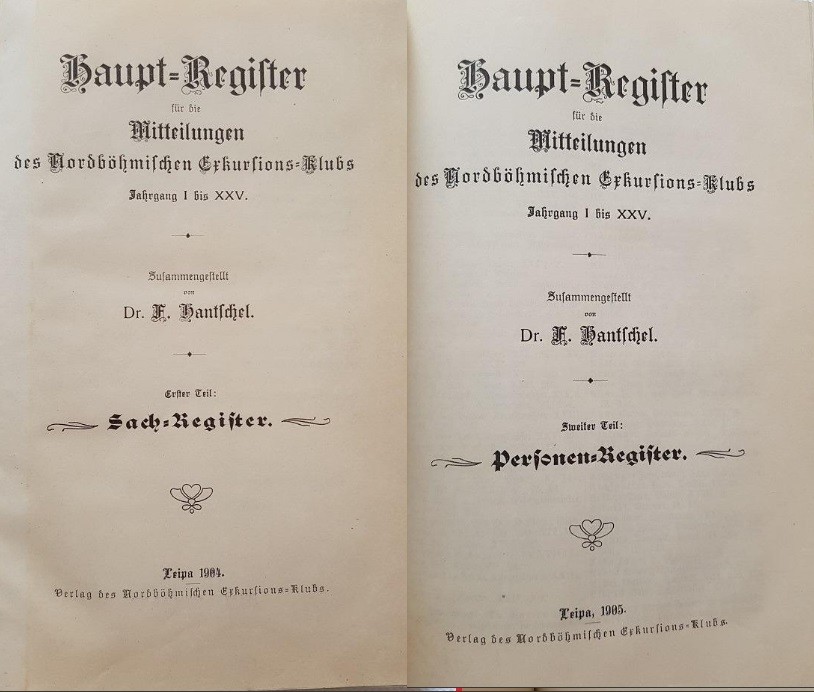 Haupt=Regiſter
für die
Mitteilungen
des Nordböhmiſchen Exkurſions=Klubs
Jahrgang I bis XXV.
Zuſammengeſtellt
von
Dr. F. Hantſchel.
Erſter Teil:
Sach=Regiſter.
Leipa 1904.
Verlag des Nordböhmiſchen Exkurſions=Klubs.
Haupt=Regiſter
für die
Mitteilungen
des Nordböhmiſchen Exkurſions=Klubs
Jahrgang I bis XXV.
Zuſammengeſtellt
von
Dr. F. Hantſchel.
Zweiter Teil:
Perſonen=Regiſter.
Leipa, 1905.
Verlag des Nordböhmiſchen Exkurſions=Klubs.